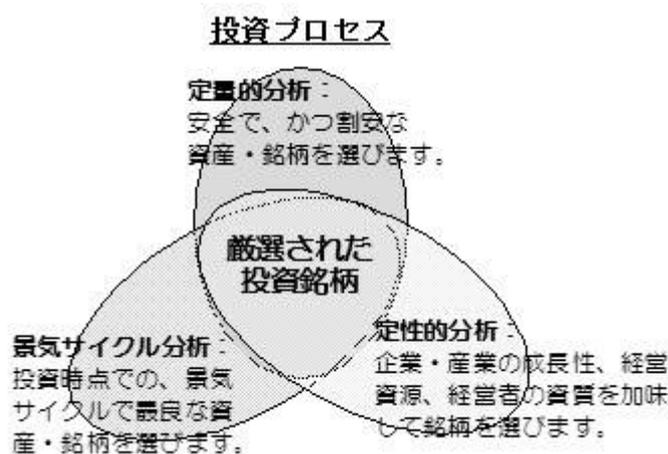 投資プロセス
定量的分析：
安全で、かつ割安な
資産・銘柄を選びます。
厳選された
投資銘柄
景気サイクル分析：
投資時点での、景気
サイクルで最良な資
産・銘柄を選びます。
定性的分析：
企業・産業の成長性、経営
資源、経営者の資質を加味
して銘柄を選びます。